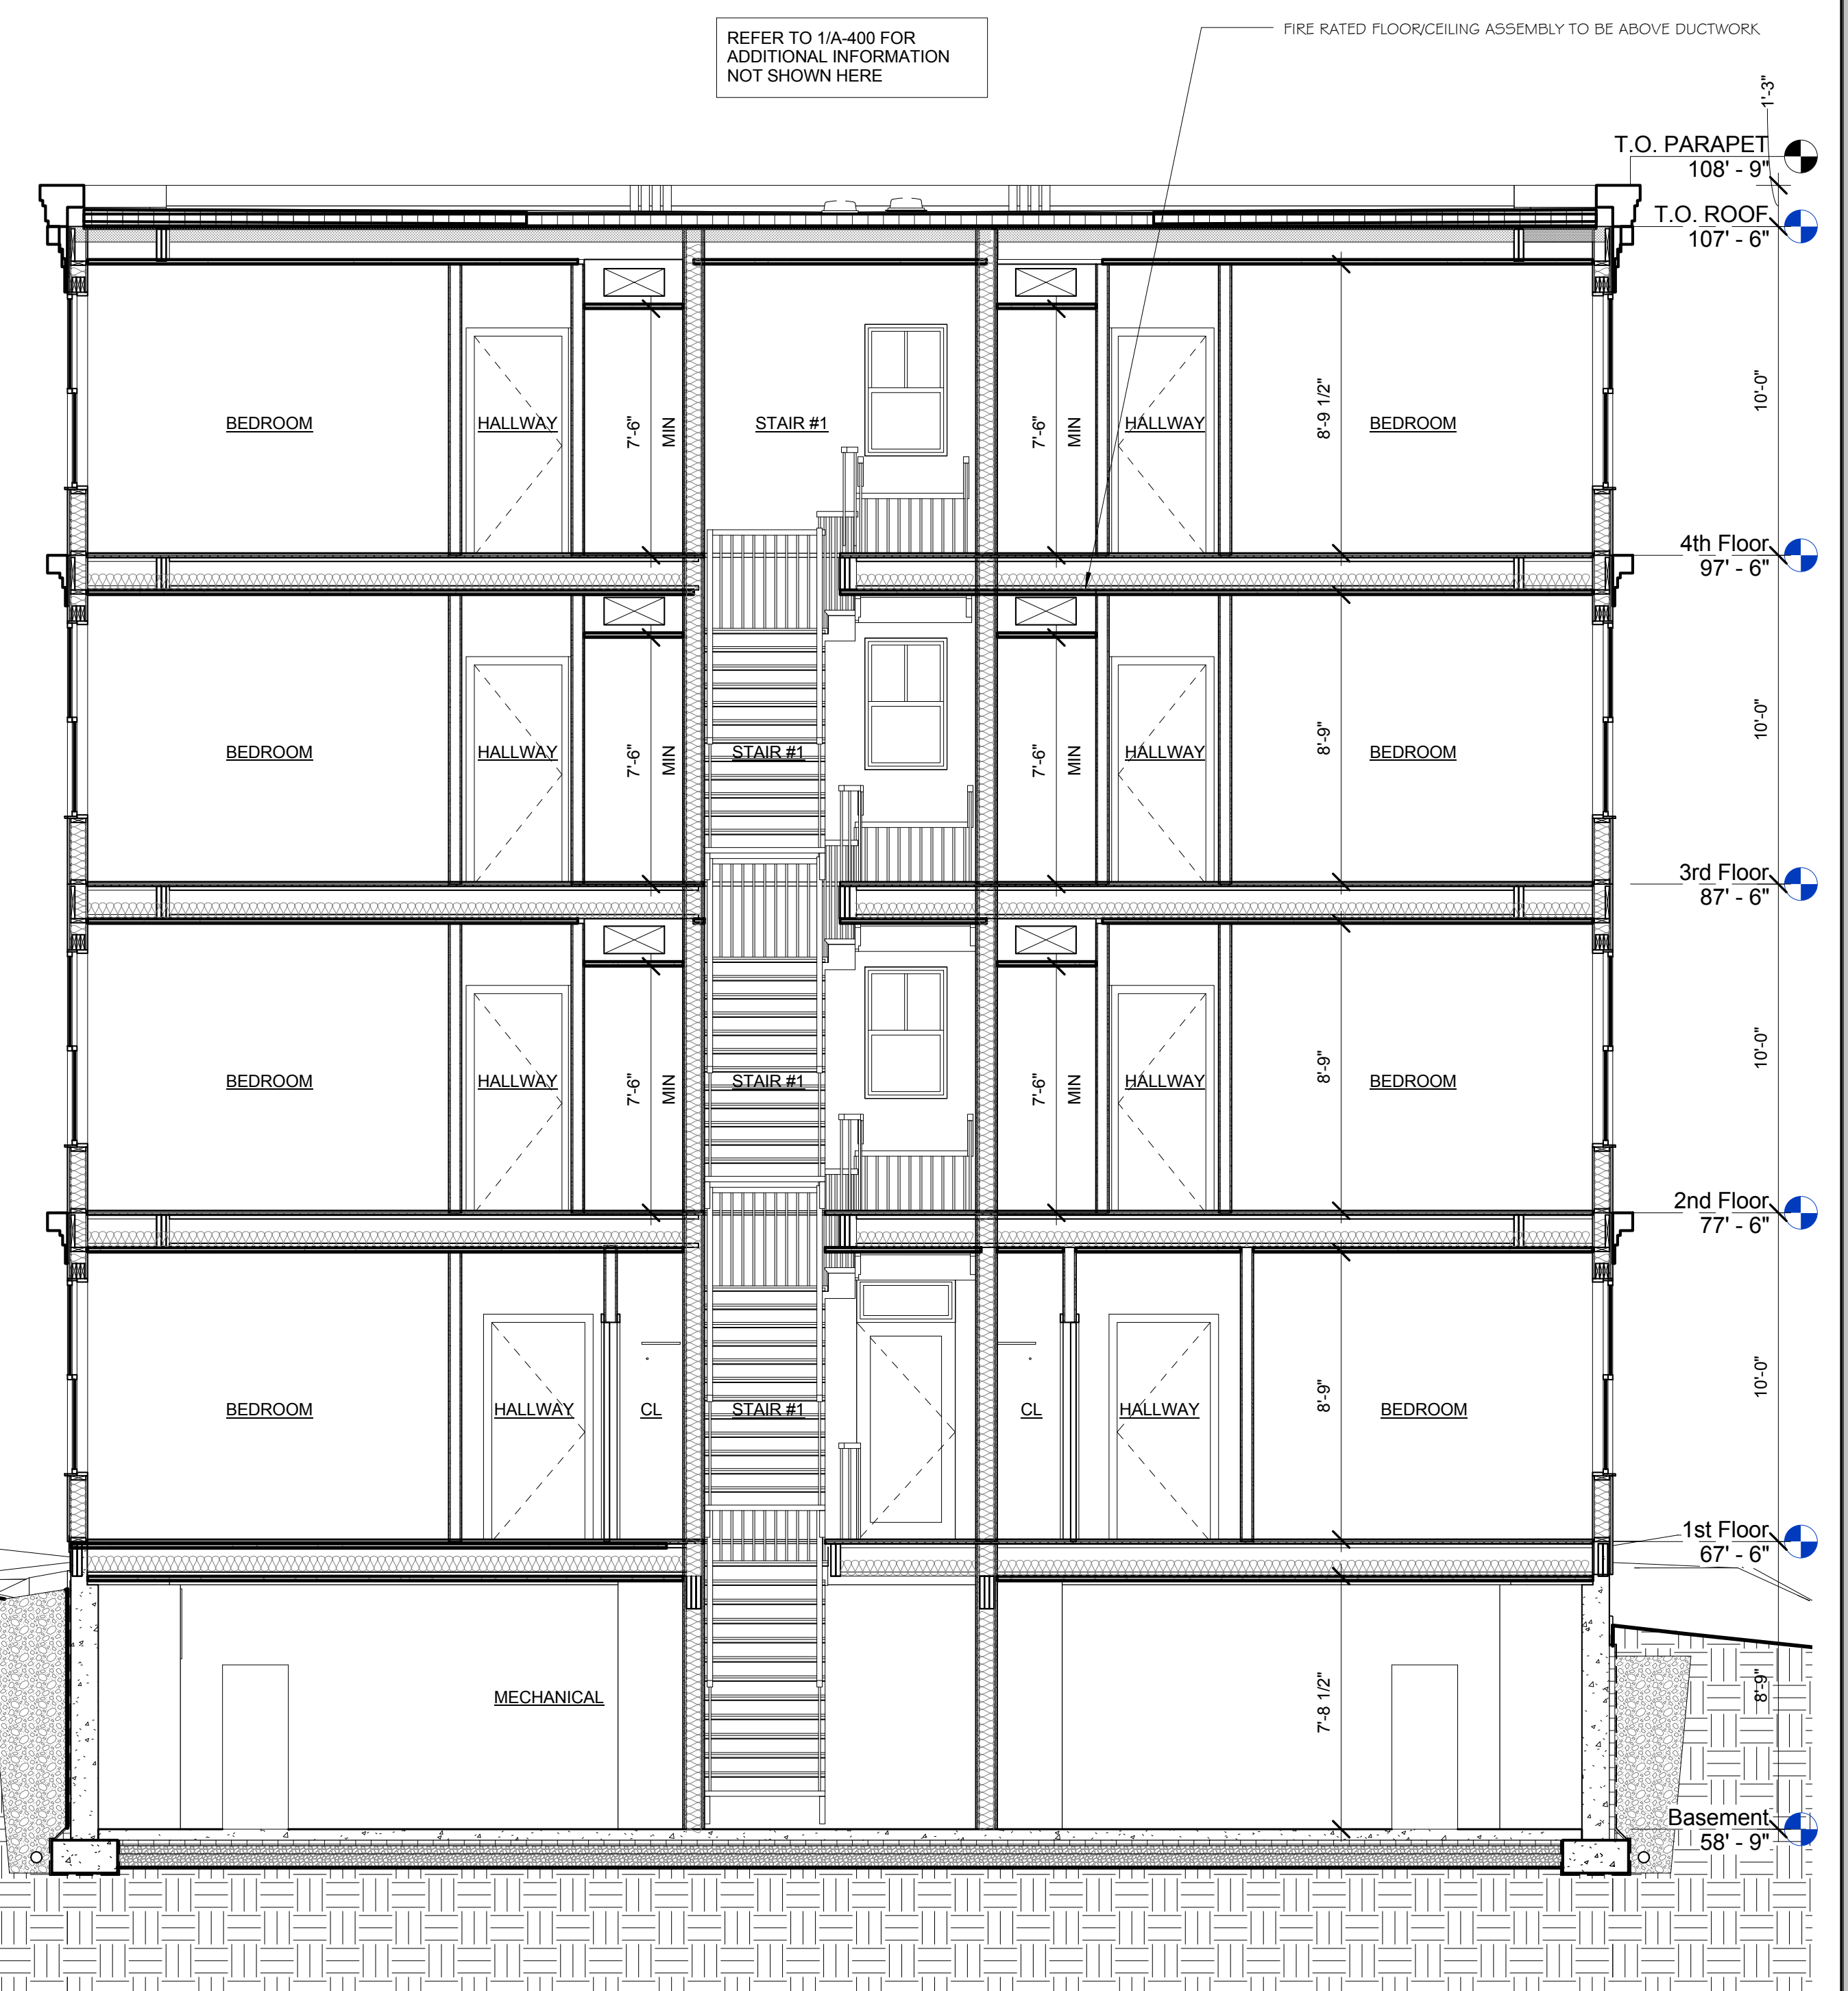 REFER TO 1/A-400 FOR
ADDITIONAL INFORMATION
NOT SHOWN HERE
FIRE RATED FLOOR/CEILING ASSEMBLY TO BE ABOVE DUCTWORK
1'-3"
T.O. PARAPET
108' - 9"
T.O. ROOF
107' - 6"
BEDROOM
HALLWAY
7'-6"
MIN
STAIR #1
7'-6"
MIN
HALLWAY
8'-9 1/2"
BEDROOM
10'-0"
4th Floor
97' - 6"
BEDROOM
HALLWAY
7'-6"
MIN
STAIR #1
7'-6"
MIN
HALLWAY
8'-9"
BEDROOM
10'-0"
3rd Floor
87' - 6"
BEDROOM
HALLWAY
7'-6"
MIN
STAIR #1
7'-6"
MIN
HALLWAY
8'-9"
BEDROOM
10'-0"
2nd Floor
77' - 6"
BEDROOM
HALLWAY
CL
STAIR #1
CL
HALLWAY
8'-9"
BEDROOM
10'-0"
1st Floor
67' - 6"
MECHANICAL
7'-8 1/2"
8'-9"
Basement
58' - 9"